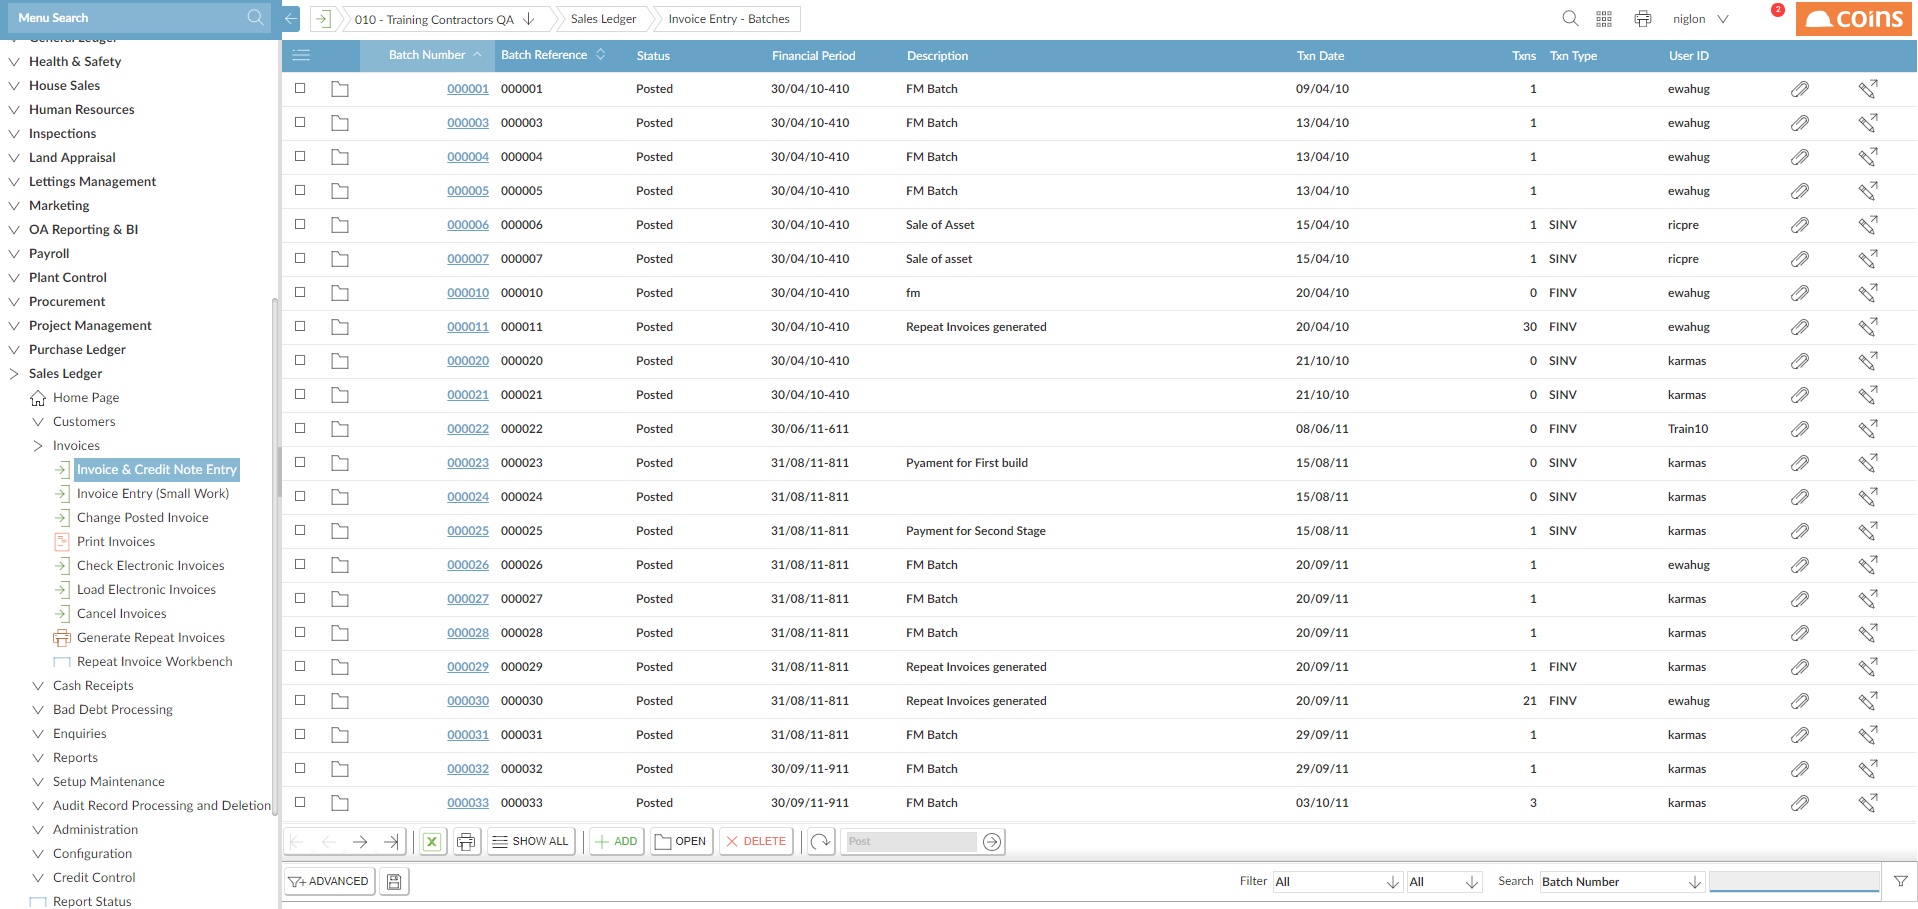 Menu Search
010 - Training Contractors QA
Sales Ledger
Invoice Entry - Batches
niglon
2
coins
General Ledger
Health & Safety
House Sales
Human Resources
Inspections
Land Appraisal
Lettings Management
Marketing
OA Reporting & BI
Payroll
Plant Control
Procurement
Project Management
Purchase Ledger
Sales Ledger
Home Page
Customers
Invoices
Invoice & Credit Note Entry
Invoice Entry (Small Work)
Change Posted Invoice
Print Invoices
Check Electronic Invoices
Load Electronic Invoices
Cancel Invoices
Generate Repeat Invoices
Repeat Invoice Workbench
Cash Receipts
Bad Debt Processing
Enquiries
Reports
Setup Maintenance
Audit Record Processing and Deletion
Administration
Configuration
Credit Control
Report Status
Batch Number Batch Reference Status Financial Period Description Txn Date Txns Txn Type User ID
000001 000001 Posted 30/04/10-410 FM Batch 09/04/10 1 ewahug
000003 000003 Posted 30/04/10-410 FM Batch 13/04/10 1 ewahug
000004 000004 Posted 30/04/10-410 FM Batch 13/04/10 1 ewahug
000005 000005 Posted 30/04/10-410 FM Batch 13/04/10 1 ewahug
000006 000006 Posted 30/04/10-410 Sale of Asset 15/04/10 1 SINV ricpre
000007 000007 Posted 30/04/10-410 Sale of asset 15/04/10 1 SINV ricpre
000010 000010 Posted 30/04/10-410 fm 20/04/10 0 FINV ewahug
000011 000011 Posted 30/04/10-410 Repeat Invoices generated 20/04/10 30 FINV ewahug
000020 000020 Posted 30/04/10-410 21/10/10 0 SINV karmas
000021 000021 Posted 30/04/10-410 21/10/10 0 SINV karmas
000022 000022 Posted 30/06/11-611 08/06/11 0 FINV Train10
000023 000023 Posted 31/08/11-811 Pyament for First build 15/08/11 0 SINV karmas
000024 000024 Posted 31/08/11-811 15/08/11 0 SINV karmas
000025 000025 Posted 31/08/11-811 Payment for Second Stage 15/08/11 1 SINV karmas
000026 000026 Posted 31/08/11-811 FM Batch 20/09/11 1 ewahug
000027 000027 Posted 31/08/11-811 FM Batch 20/09/11 1 karmas
000028 000028 Posted 31/08/11-811 FM Batch 20/09/11 1 karmas
000029 000029 Posted 31/08/11-811 Repeat Invoices generated 20/09/11 1 FINV karmas
000030 000030 Posted 31/08/11-811 Repeat Invoices generated 20/09/11 21 FINV ewahug
000031 000031 Posted 31/08/11-811 FM Batch 29/09/11 1 karmas
000032 000032 Posted 30/09/11-911 FM Batch 29/09/11 1 karmas
000033 000033 Posted 30/09/11-911 FM Batch 03/10/11 3 karmas
SHOW ALL ADD OPEN DELETE Post
ADVANCED Filter All All Search Batch Number